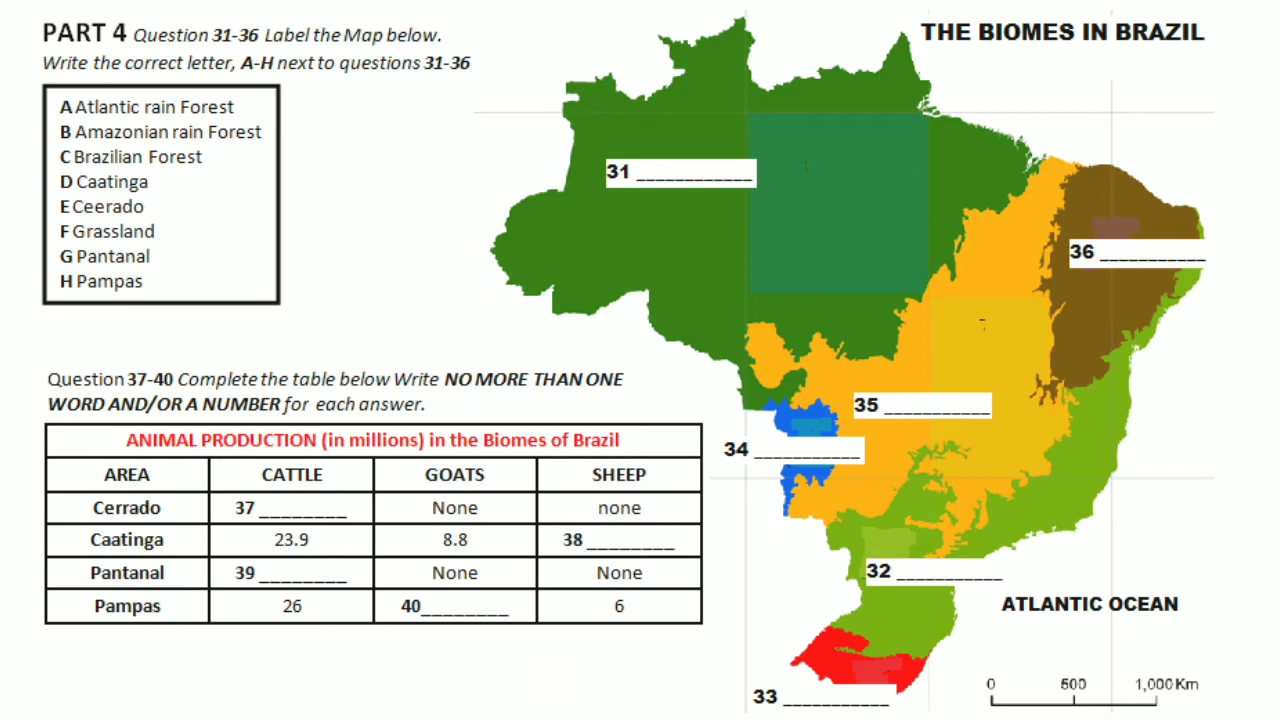 PART 4 Question 31-36 Label the Map below.
Write the correct letter, A-H next to questions 31-36
A Atlantic rain Forest
B Amazonian rain Forest
C Brazilian Forest
D Caatinga
E Ceerado
F Grassland
G Pantanal
H Pampas
THE BIOMES IN BRAZIL
31 ____________
36 ___________
35 ___________
34 ___________
32 ___________
ATLANTIC OCEAN
33 ___________
0 500 1,000 Km
Question 37-40 Complete the table below Write NO MORE THAN ONE
WORD AND/OR A NUMBER for each answer.
ANIMAL PRODUCTION (in millions) in the Biomes of Brazil
AREA CATTLE GOATS SHEEP
Cerrado 37 ________ None none
Caatinga 23.9 8.8 38 ________
Pantanal 39 ________ None None
Pampas 26 40________ 6